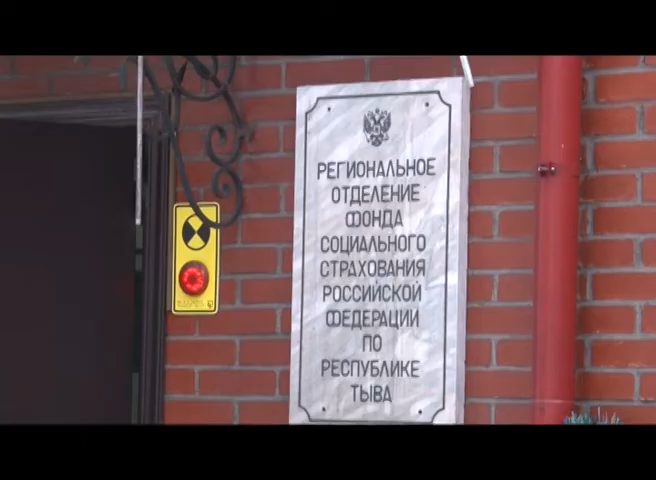 РЕГИОНАЛЬНОЕ
ОТДЕЛЕНИЕ
ФОНДА
СОЦИАЛЬНОГО
СТРАХОВАНИЯ
РОССИЙСКОЙ
ФЕДЕРАЦИИ
ПО
РЕСПУБЛИКЕ
ТЫВА